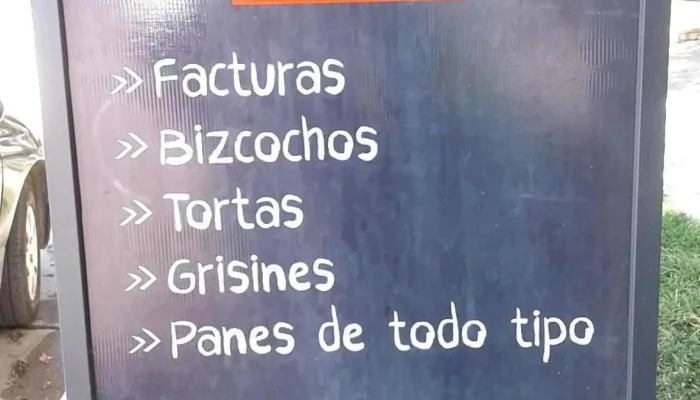 » Facturas
» Bizcochos
» Tortas
» Grisines
» Panes de todo tipo